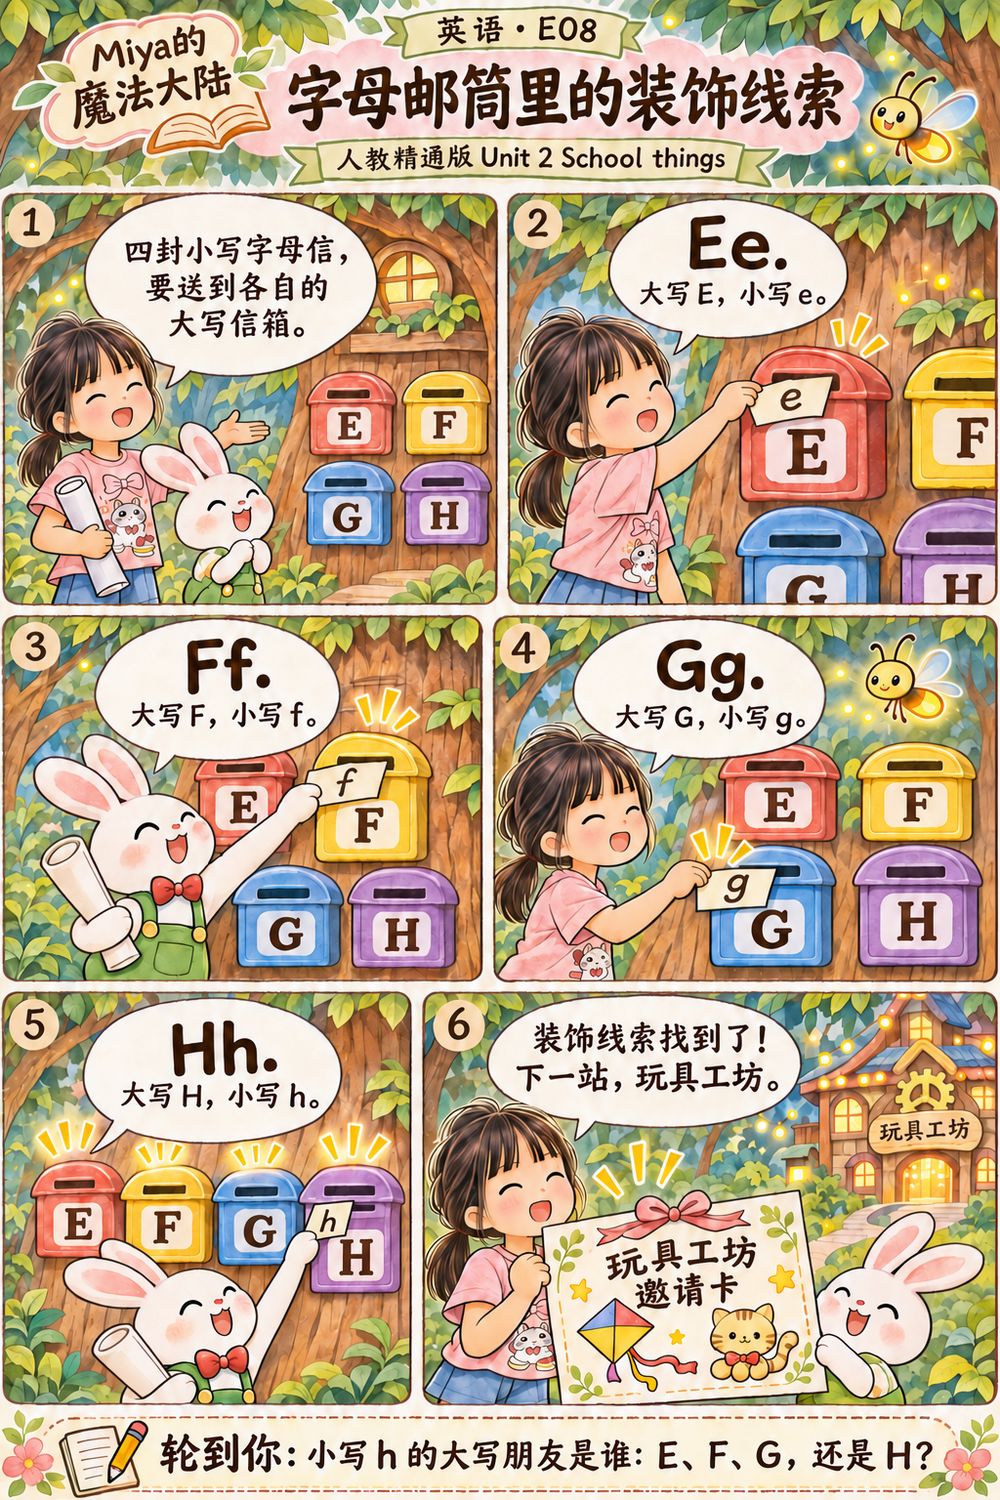 Miya的
魔法大陆
英语·E08
字母邮筒里的装饰线索
人教精通版 Unit 2 School things
1
四封小写字母信，
要送到各自的
大写信箱。
E
F
G
H
2
Ee.
大写 E，小写 e。
e
E
F
G
H
3
Ff.
大写 F，小写 f。
f
E
F
G
H
4
Gg.
大写 G，小写 g。
E
F
g
G
H
5
Hh.
大写 H，小写 h。
E
F
G
h
H
6
装饰线索找到了！
下一站，玩具工坊。
玩具工坊
玩具工坊
邀请卡
轮到你：小写 h 的大写朋友是谁：E、F、G，还是 H？